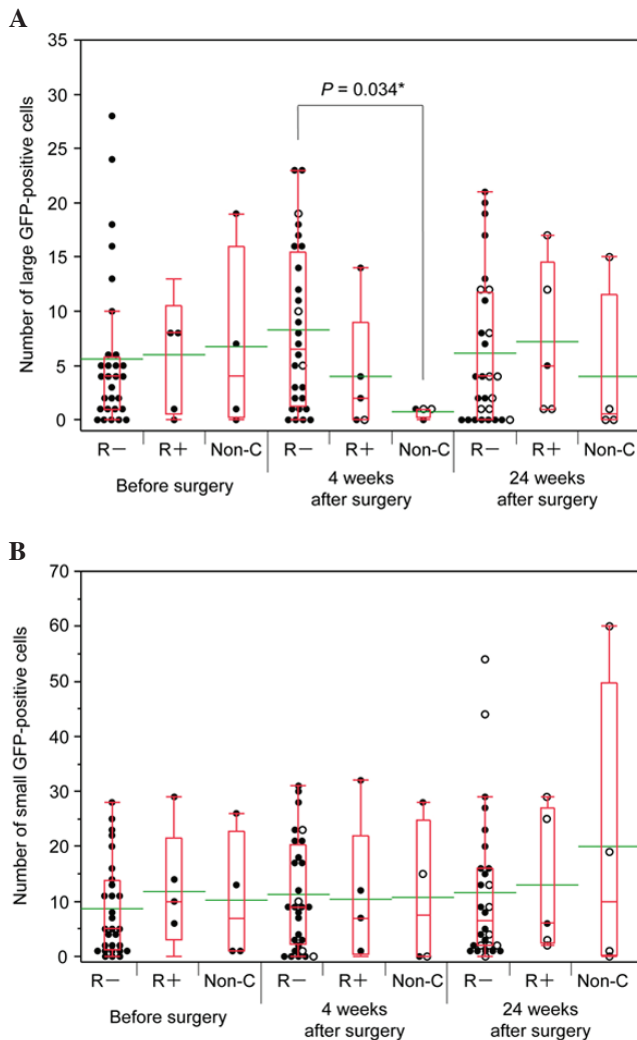 A
Number of large GFP-positive cells
35
30
25
20
15
10
5
0
P = 0.034*
R− R+ Non-C R− R+ Non-C R− R+ Non-C
Before surgery 4 weeks after surgery 24 weeks after surgery
B
Number of small GFP-positive cells
70
60
50
40
30
20
10
0
R− R+ Non-C R− R+ Non-C R− R+ Non-C
Before surgery 4 weeks after surgery 24 weeks after surgery